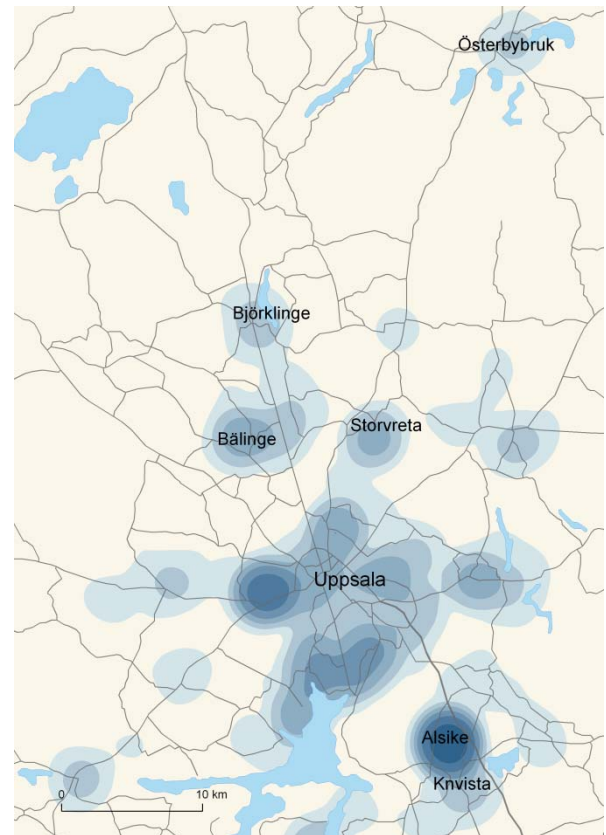 Österbybruk
Björklinge
Storvreta
Bälinge
Uppsala
Alsike
Knvista
0 10 km